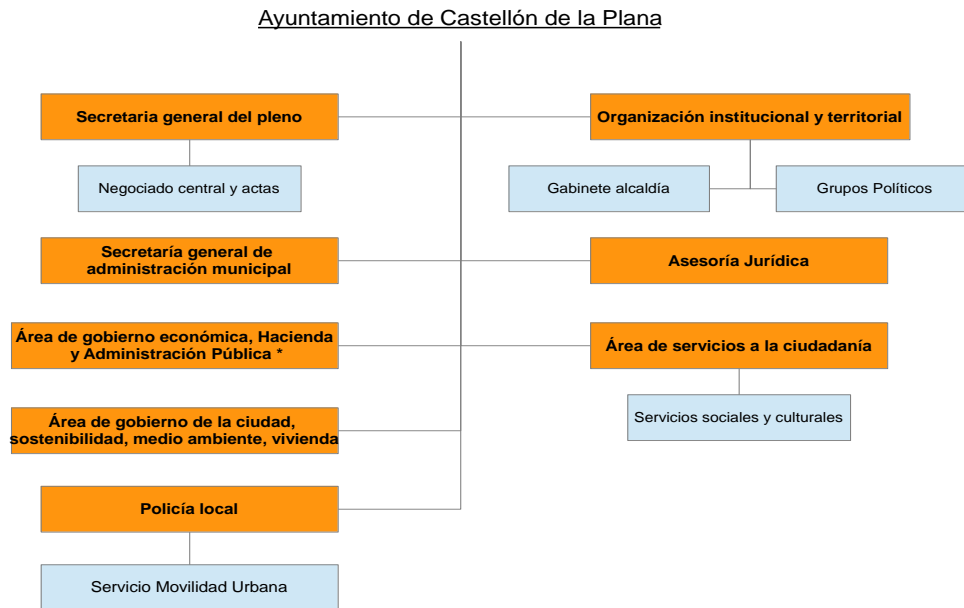 Ayuntamiento de Castellón de la Plana
Secretaria general del pleno
Organización institucional y territorial
Negociado central y actas
Gabinete alcaldía
Grupos Políticos
Secretaría general de
administración municipal
Asesoría Jurídica
Área de gobierno económica, Hacienda
y Administración Pública *
Área de servicios a la ciudadanía
Servicios sociales y culturales
Área de gobierno de la ciudad,
sostenibilidad, medio ambiente, vivienda
Policía local
Servicio Movilidad Urbana